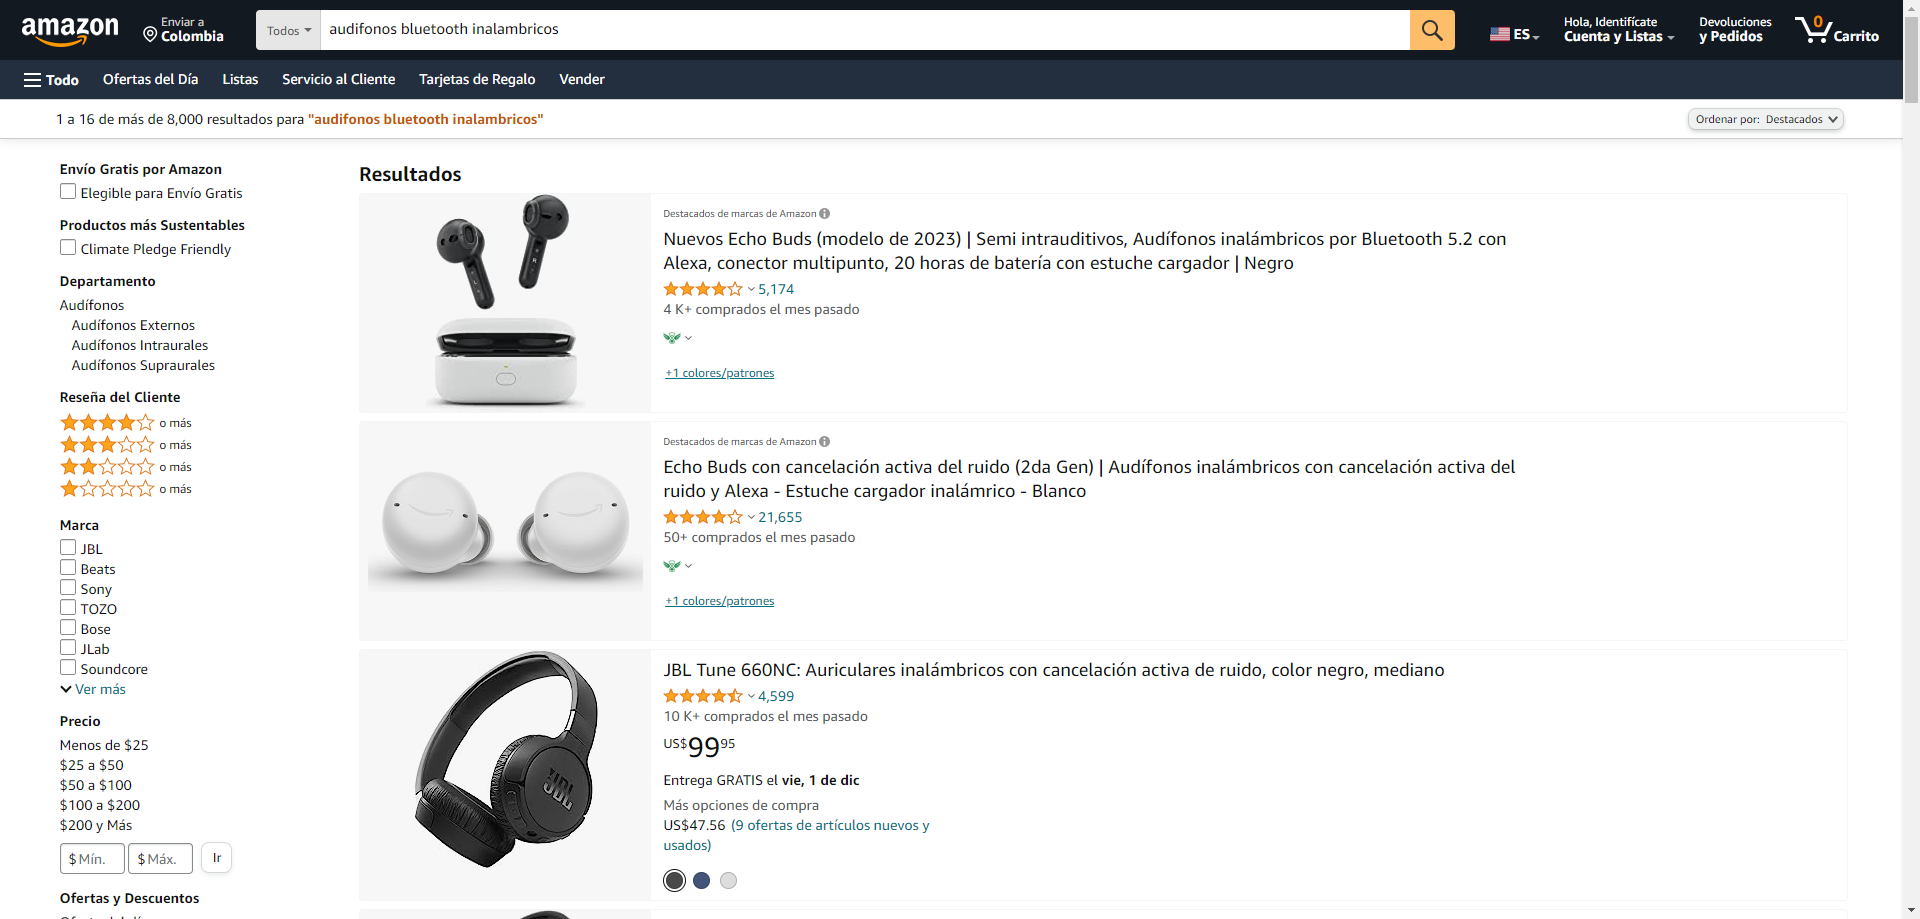 amazon
Enviar a
Colombia
Todos
audifonos bluetooth inalambricos
ES
Hola, Identifícate
Cuenta y Listas
Devoluciones
y Pedidos
0
Carrito
Todo
Ofertas del Día
Listas
Servicio al Cliente
Tarjetas de Regalo
Vender
1 a 16 de más de 8,000 resultados para "audifonos bluetooth inalambricos"
Ordenar por: Destacados
Envío Gratis por Amazon
Elegible para Envío Gratis
Productos más Sustentables
Climate Pledge Friendly
Departamento
Audífonos
Audífonos Externos
Audífonos Intraurales
Audífonos Supraurales
Reseña del Cliente
o más
o más
o más
o más
Marca
JBL
Beats
Sony
TOZO
Bose
JLab
Soundcore
Ver más
Precio
Menos de $25
$25 a $50
$50 a $100
$100 a $200
$200 y Más
$ Mín.
$ Máx.
Ir
Ofertas y Descuentos
Resultados
Destacados de marcas de Amazon
Nuevos Echo Buds (modelo de 2023) | Semi intrauditivos, Audífonos inalámbricos por Bluetooth 5.2 con
Alexa, conector multipunto, 20 horas de batería con estuche cargador | Negro
5,174
4 K+ comprados el mes pasado
+1 colores/patrones
Destacados de marcas de Amazon
Echo Buds con cancelación activa del ruido (2da Gen) | Audífonos inalámbricos con cancelación activa del
ruido y Alexa - Estuche cargador inalámrico - Blanco
21,655
50+ comprados el mes pasado
+1 colores/patrones
JBL
JBL Tune 660NC: Auriculares inalámbricos con cancelación activa de ruido, color negro, mediano
4,599
10 K+ comprados el mes pasado
US$9995
Entrega GRATIS el vie, 1 de dic
Más opciones de compra
US$47.56 (9 ofertas de artículos nuevos y
usados)